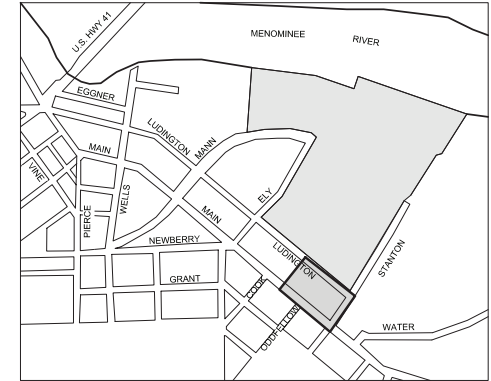 U.S. HWY 41
MENOMINEE
RIVER
EGGNER
LUDINGTON
MANN
MAIN
VINE
WELLS
PIERCE
ELY
MAIN
NEWBERRY
LUDINGTON
STANTON
GRANT
COOK
ODDFELLOW
WATER